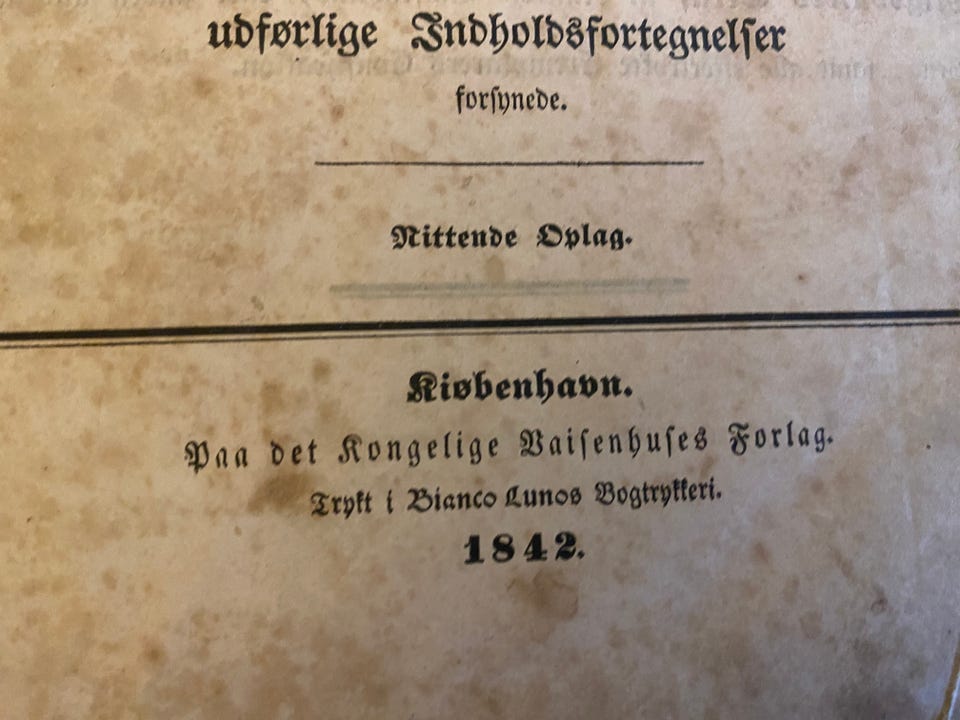 udførlige Indholdsfortegnelſer
forſynede.
Nittende Oplag.
Kiøbenhavn.
Paa det Kongelige Vaiſenhuſes Forlag.
Trykt i Bianco Lunos Bogtrykkeri.
1842.